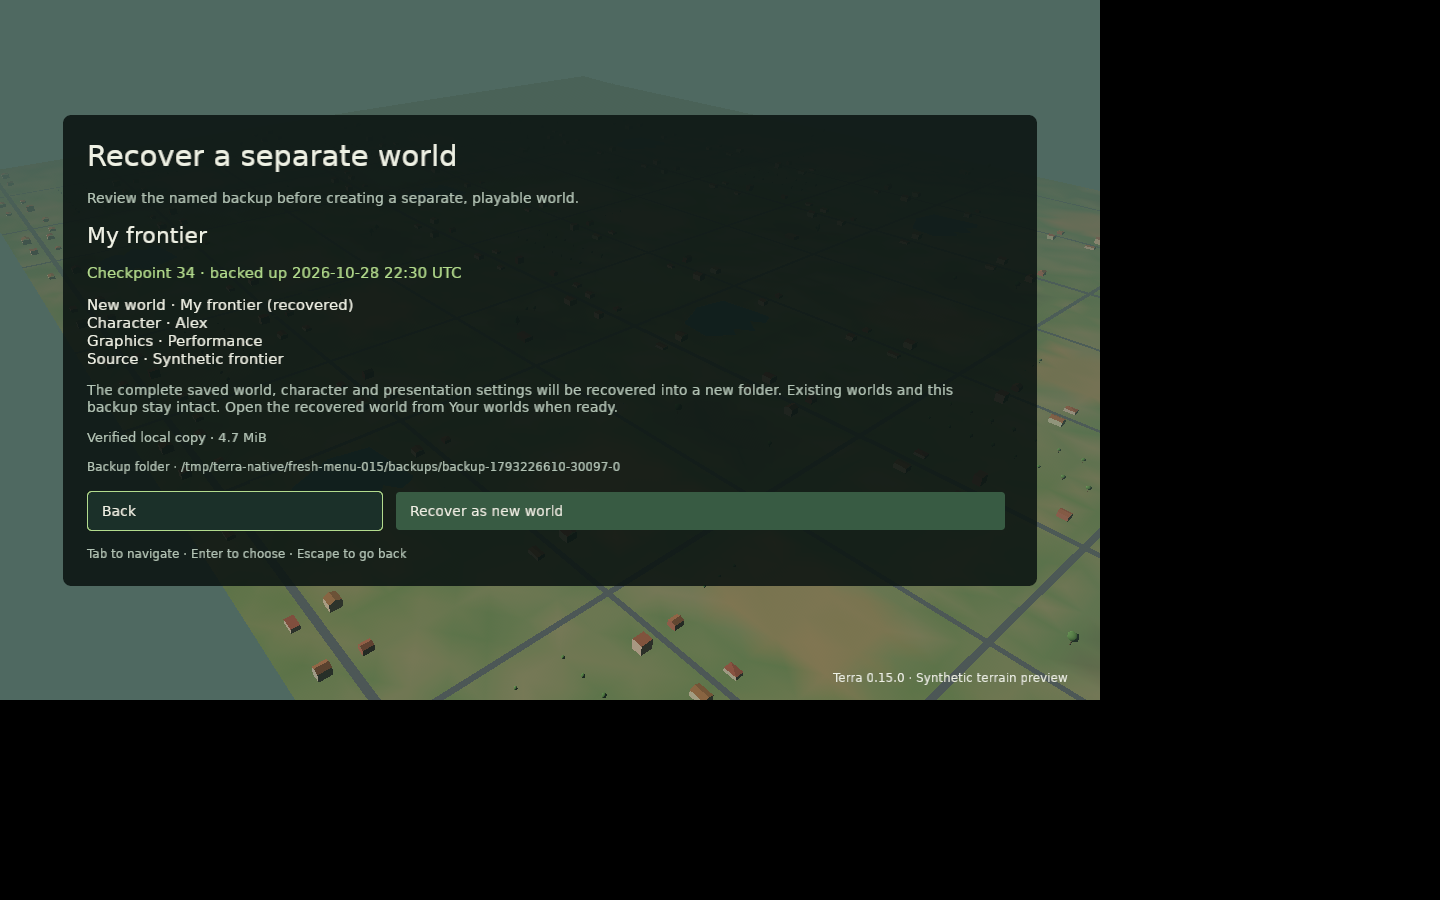 Recover a separate world
Review the named backup before creating a separate, playable world.
My frontier
Checkpoint 34 · backed up 2026-10-28 22:30 UTC
New world · My frontier (recovered)
Character · Alex
Graphics · Performance
Source · Synthetic frontier
The complete saved world, character and presentation settings will be recovered into a new folder. Existing worlds and this
backup stay intact. Open the recovered world from Your worlds when ready.
Verified local copy · 4.7 MiB
Backup folder · /tmp/terra-native/fresh-menu-015/backups/backup-1793226610-30097-0
Back
Recover as new world
Tab to navigate · Enter to choose · Escape to go back
Terra 0.15.0 · Synthetic terrain preview